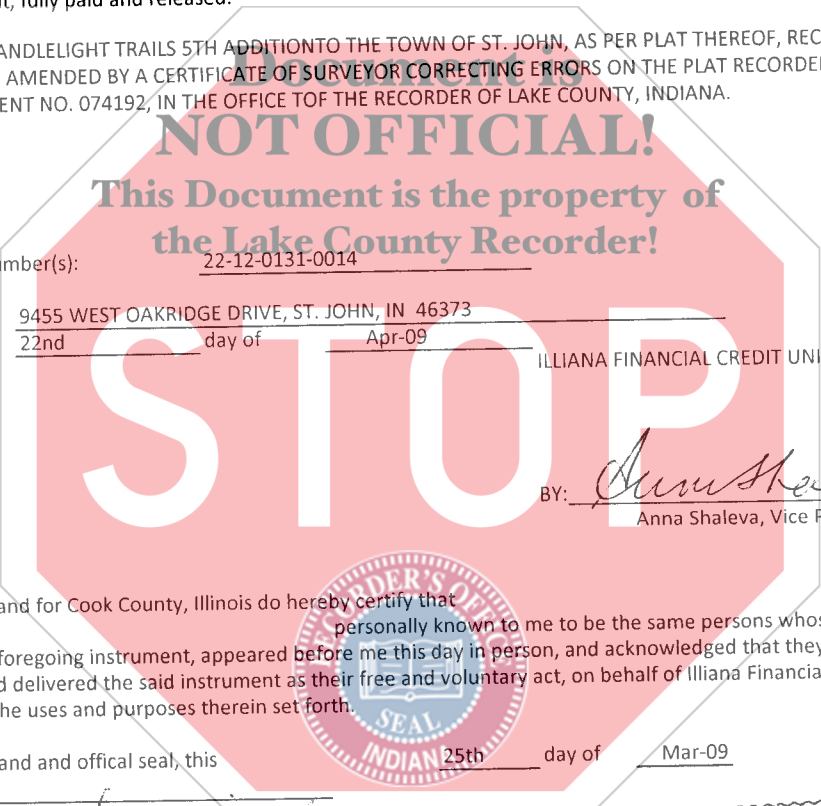 t, fully paid and released.
ANDLELIGHT TRAILS 5TH ADDITIONTO THE TOWN OF ST. JOHN, AS PER PLAT THEREOF, REC
AMENDED BY A CERTIFICATE OF SURVEYOR CORRECTING ERRORS ON THE PLAT RECORDE
ENT NO. 074192, IN THE OFFICE TOF THE RECORDER OF LAKE COUNTY, INDIANA.
Document is
NOT OFFICIAL!
This Document is the property of
the Lake County Recorder!
mber(s): 22-12-0131-0014
9455 WEST OAKRIDGE DRIVE, ST. JOHN, IN 46373
22nd day of Apr-09
ILLIANA FINANCIAL CREDIT UNI
STOP
BY: Anna Sha
Anna Shaleva, Vice P
and for Cook County, Illinois do hereby certify that
personally known to me to be the same persons whos
foregoing instrument, appeared before me this day in person, and acknowledged that they
d delivered the said instrument as their free and voluntary act, on behalf of Illiana Financia
he uses and purposes therein set forth.
RECORDER'S OFFICE
SEAL
INDIANA
and and offical seal, this 25th day of Mar-09